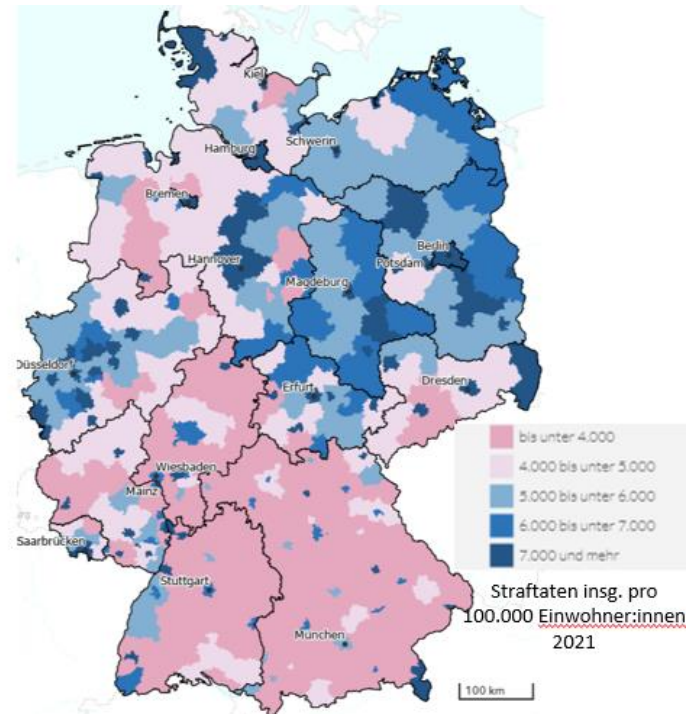 Kiel
Schwerin
Hamburg
Bremen
Berlin
Hannover
Potsdam
Magdeburg
Düsseldorf
Erfurt
Dresden
Wiesbaden
Mainz
Saarbrücken
Stuttgart
München
bis unter 4.000
4.000 bis unter 5.000
5.000 bis unter 6.000
6.000 bis unter 7.000
7.000 und mehr
Straftaten insg. pro
100.000 Einwohner:innen
2021
100 km